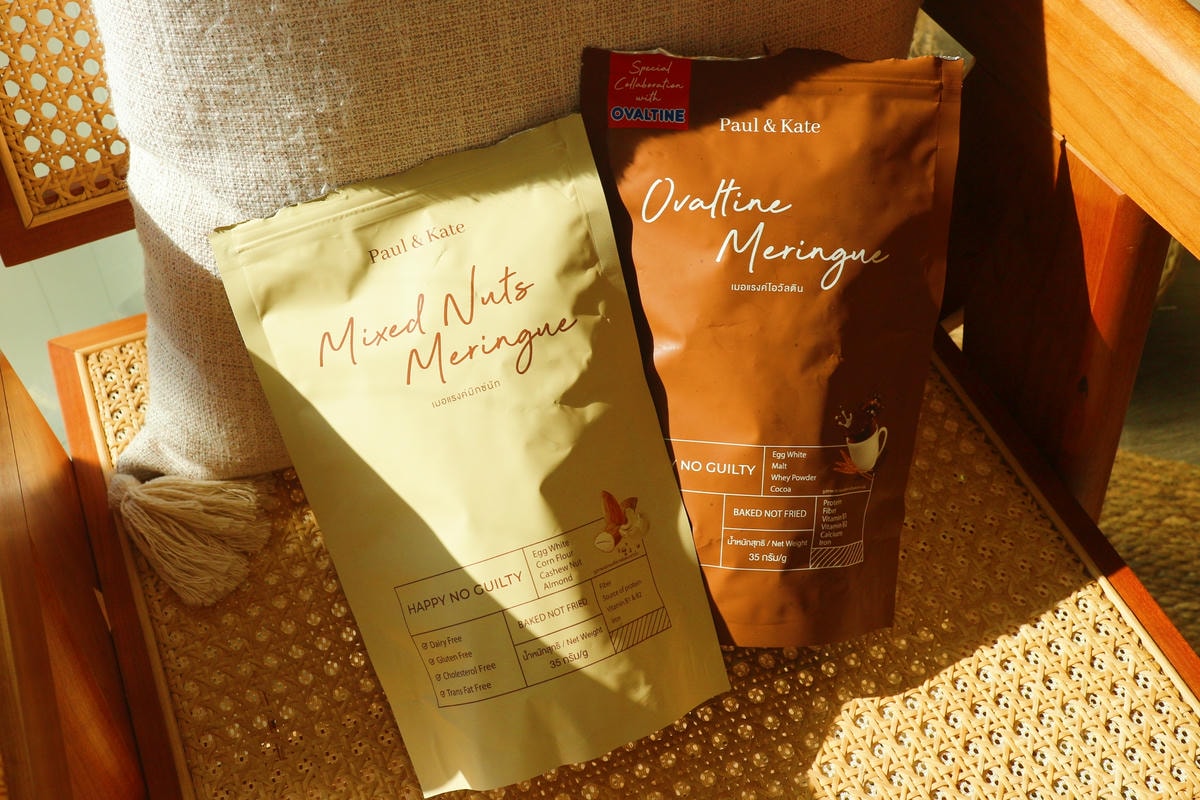 Paul & Kate
Mixed Nuts
Meringue
เมอแรงค์มิกซ์นัท
HAPPY NO GUILTY
Egg White
Corn Flour
Cashew Nut
Almond
Dairy Free
Gluten Free
Cholesterol Free
Trans Fat Free
BAKED NOT FRIED
น้ำหนักสุทธิ / Net Weight
35 กรัม/g
Fiber
Source of protein
Vitamin B1 & B2
Iron
Special
Collaboration
with
OVALTINE
Paul & Kate
Ovaltine
Meringue
เมอแรงค์โอวัลติน
Y NO GUILTY
Egg White
Malt
Whey Powder
Cocoa
BAKED NOT FRIED
น้ำหนักสุทธิ / Net Weight
35 กรัม/g
Protein
Fiber
Vitamin B1
Vitamin B2
Calcium
Iron